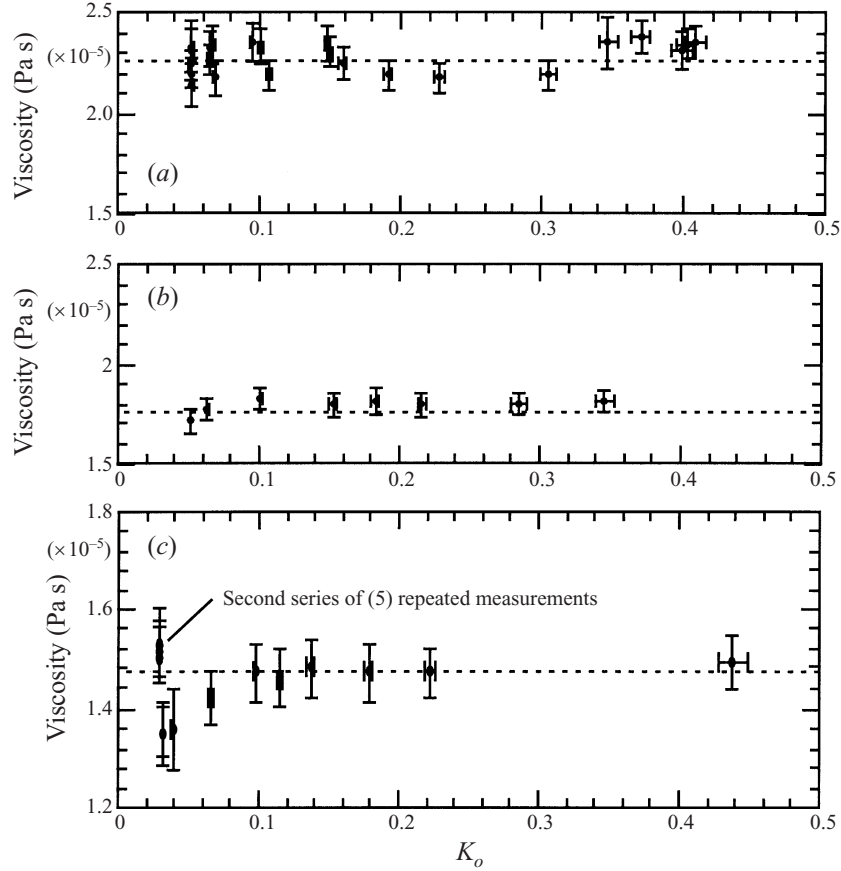 2.5
(×10⁻⁵)
Viscosity (Pa s)
2.0
(a)
1.5
0 0.1 0.2 0.3 0.4 0.5
2.5
(×10⁻⁵)
(b)
Viscosity (Pa s)
2
1.5
0 0.1 0.2 0.3 0.4 0.5
1.8
(×10⁻⁵)
(c)
Viscosity (Pa s)
1.6
Second series of (5) repeated measurements
1.4
1.2
0 0.1 0.2 0.3 0.4 0.5
Kₒ